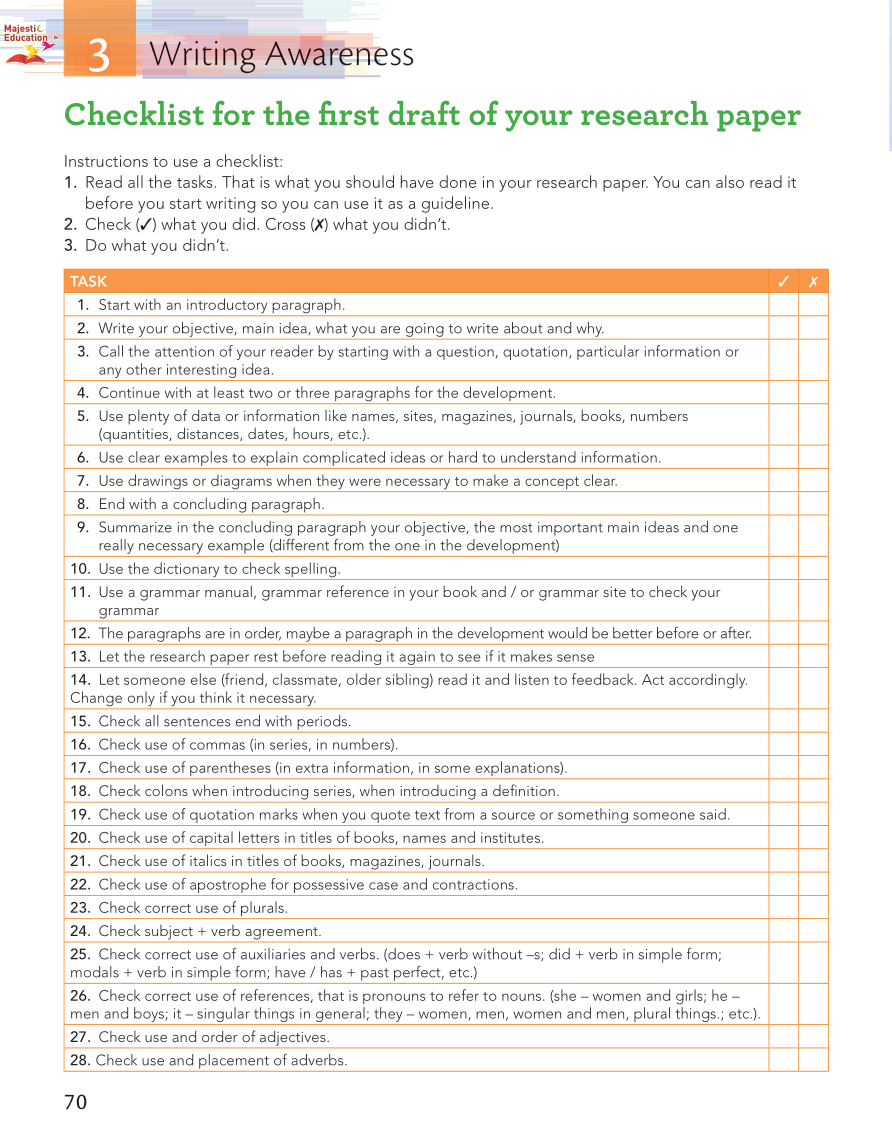 Majesti
Education
3
Writing Awareness
Checklist for the first draft of your research paper
Instructions to use a checklist:
1. Read all the tasks. That is what you should have done in your research paper. You can also read it
before you start writing so you can use it as a guideline.
2. Check (✓) what you did. Cross (✗) what you didn’t.
3. Do what you didn’t.
TASK ✓ ✗
1. Start with an introductory paragraph.
2. Write your objective, main idea, what you are going to write about and why.
3. Call the attention of your reader by starting with a question, quotation, particular information or
any other interesting idea.
4. Continue with at least two or three paragraphs for the development.
5. Use plenty of data or information like names, sites, magazines, journals, books, numbers
(quantities, distances, dates, hours, etc.).
6. Use clear examples to explain complicated ideas or hard to understand information.
7. Use drawings or diagrams when they were necessary to make a concept clear.
8. End with a concluding paragraph.
9. Summarize in the concluding paragraph your objective, the most important main ideas and one
really necessary example (different from the one in the development)
10. Use the dictionary to check spelling.
11. Use a grammar manual, grammar reference in your book and / or grammar site to check your
grammar
12. The paragraphs are in order, maybe a paragraph in the development would be better before or after.
13. Let the research paper rest before reading it again to see if it makes sense
14. Let someone else (friend, classmate, older sibling) read it and listen to feedback. Act accordingly.
Change only if you think it necessary.
15. Check all sentences end with periods.
16. Check use of commas (in series, in numbers).
17. Check use of parentheses (in extra information, in some explanations).
18. Check colons when introducing series, when introducing a definition.
19. Check use of quotation marks when you quote text from a source or something someone said.
20. Check use of capital letters in titles of books, names and institutes.
21. Check use of italics in titles of books, magazines, journals.
22. Check use of apostrophe for possessive case and contractions.
23. Check correct use of plurals.
24. Check subject + verb agreement.
25. Check correct use of auxiliaries and verbs. (does + verb without –s; did + verb in simple form;
modals + verb in simple form; have / has + past perfect, etc.)
26. Check correct use of references, that is pronouns to refer to nouns. (she – women and girls; he –
men and boys; it – singular things in general; they – women, men, women and men, plural things.; etc.).
27. Check use and order of adjectives.
28. Check use and placement of adverbs.
70